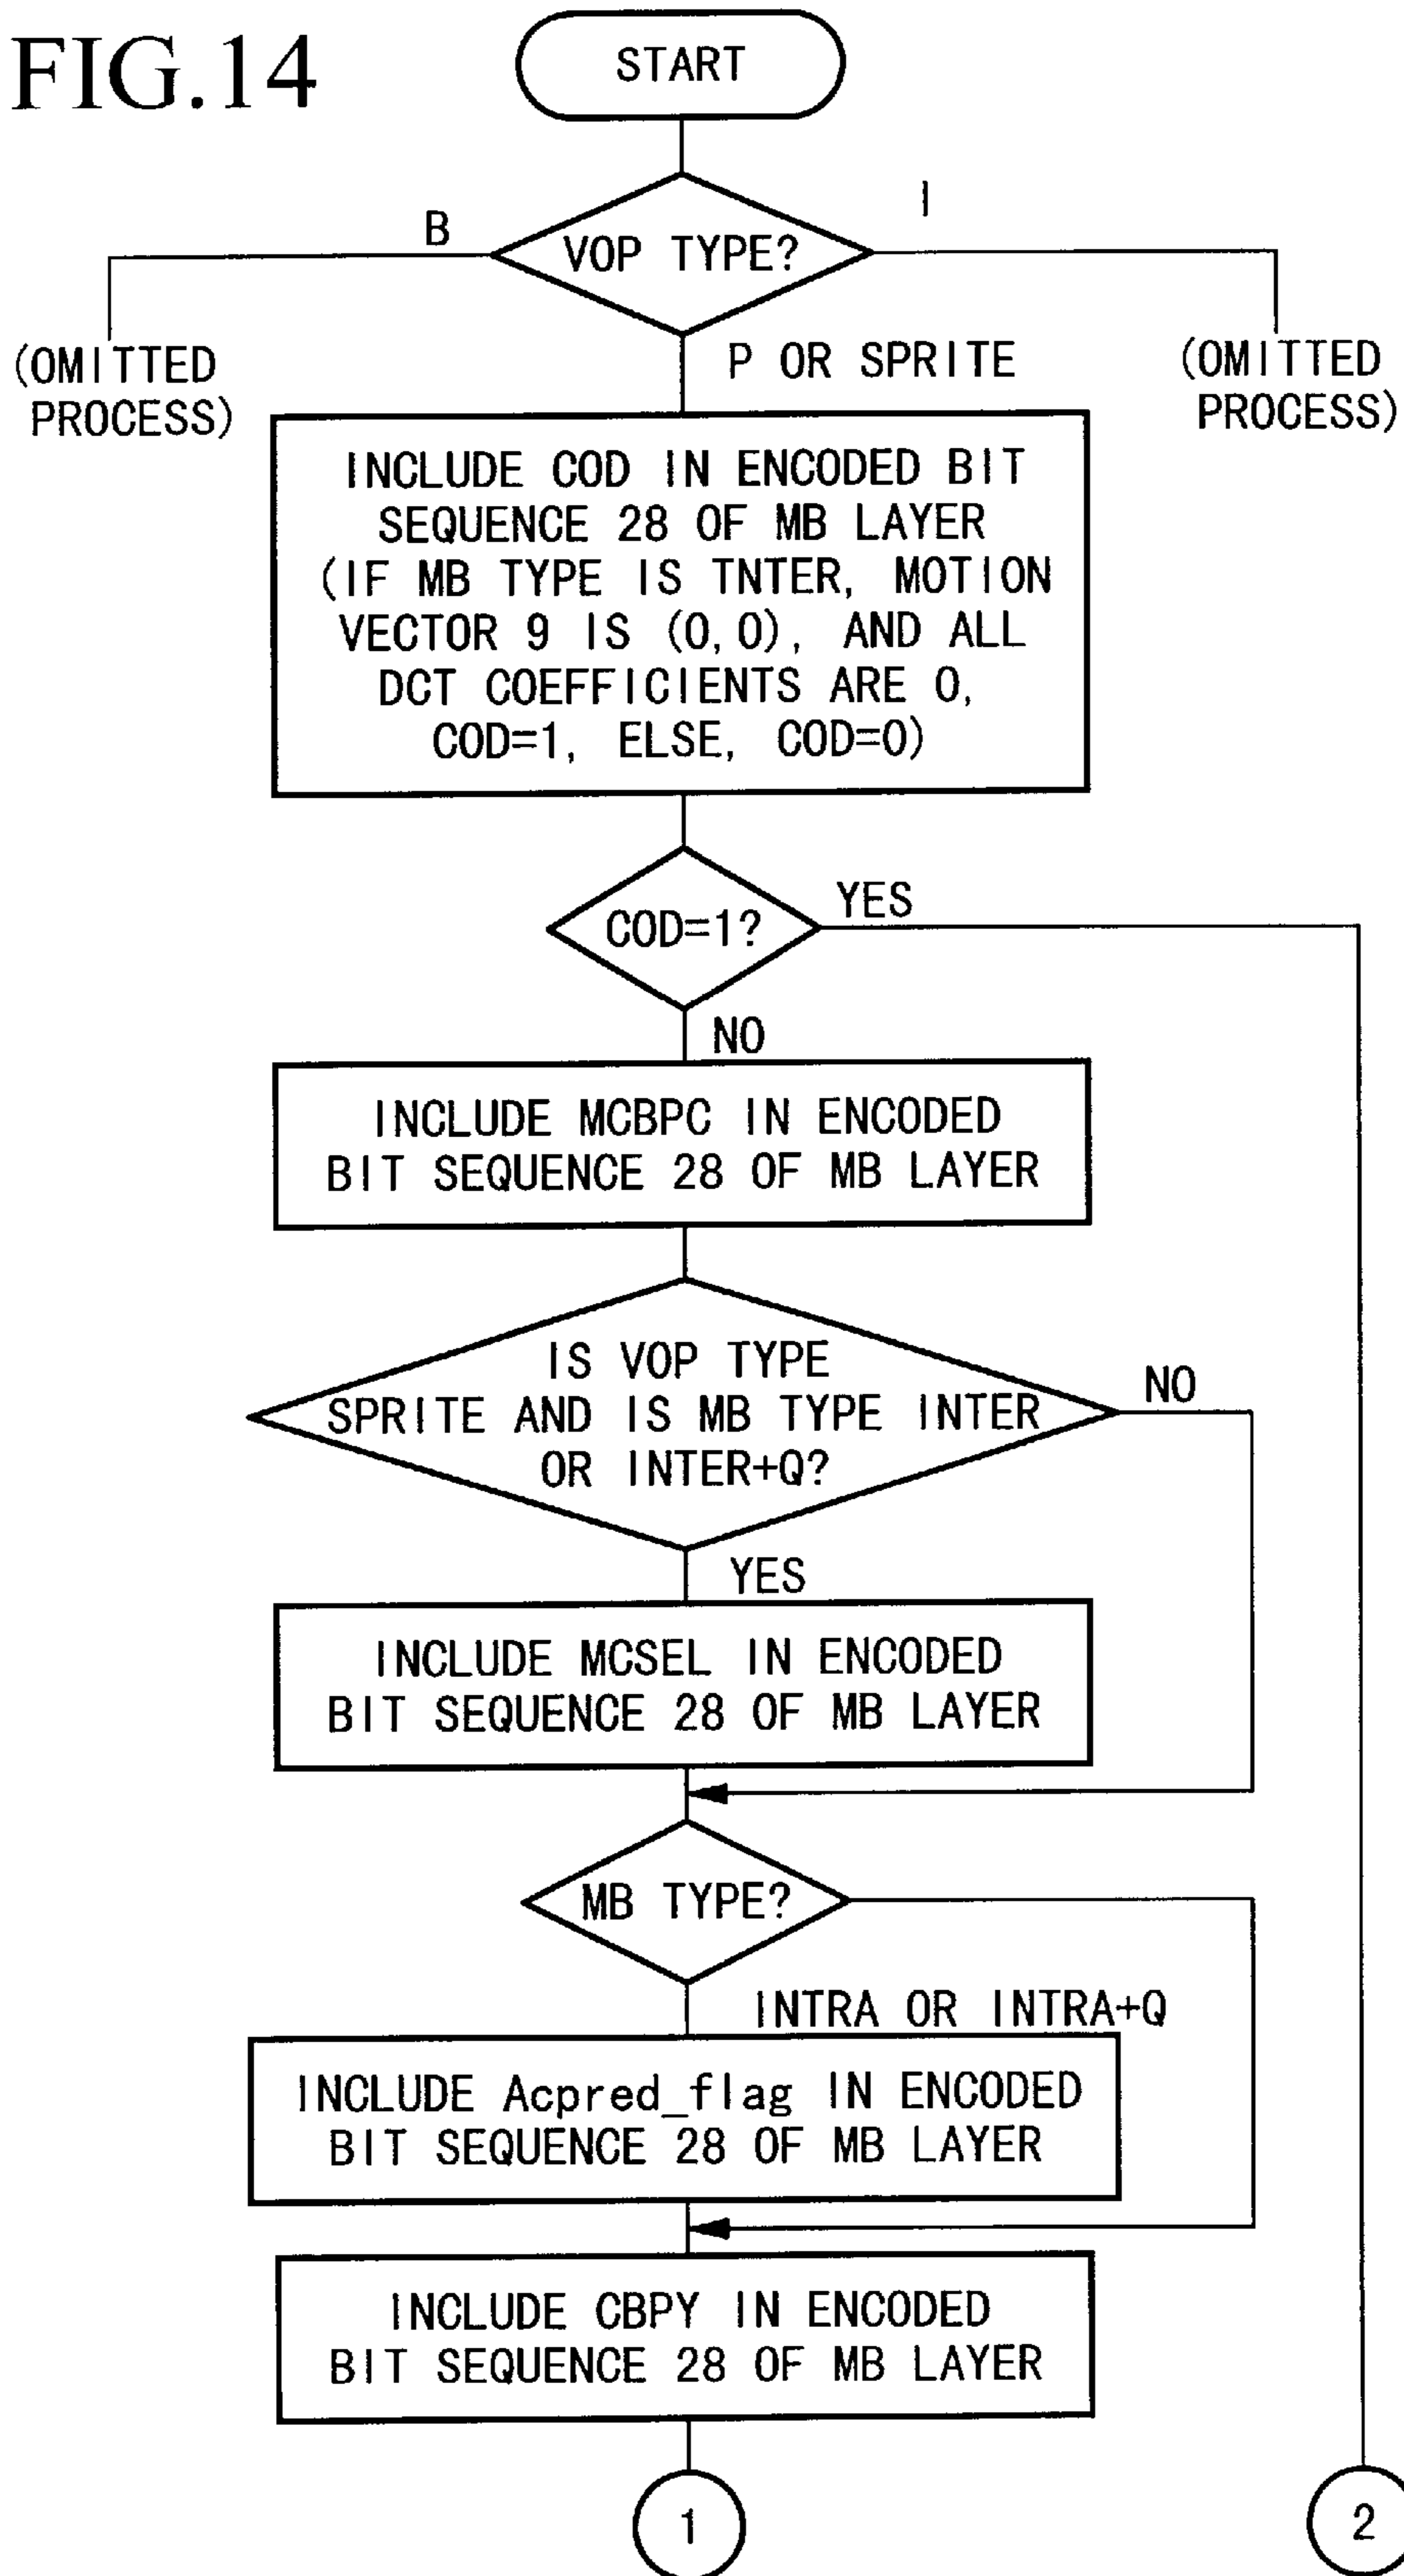 FIG.14
START
VOP TYPE?
B
I
(OMITTED
PROCESS)
P OR SPRITE
(OMITTED
PROCESS)
INCLUDE COD IN ENCODED BIT
SEQUENCE 28 OF MB LAYER
(IF MB TYPE IS TNTER, MOTION
VECTOR 9 IS (0,0), AND ALL
DCT COEFFICIENTS ARE 0,
COD=1, ELSE, COD=0)
COD=1?
YES
NO
INCLUDE MCBPC IN ENCODED
BIT SEQUENCE 28 OF MB LAYER
IS VOP TYPE
SPRITE AND IS MB TYPE INTER
OR INTER+Q?
NO
YES
INCLUDE MCSEL IN ENCODED
BIT SEQUENCE 28 OF MB LAYER
MB TYPE?
INTRA OR INTRA+Q
INCLUDE Acpred_flag IN ENCODED
BIT SEQUENCE 28 OF MB LAYER
INCLUDE CBPY IN ENCODED
BIT SEQUENCE 28 OF MB LAYER
1
2